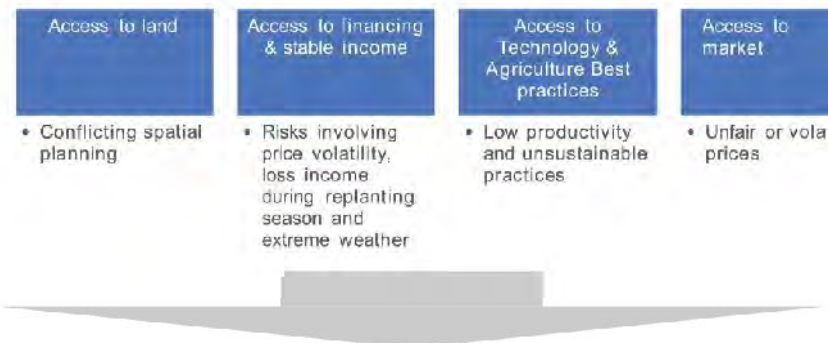 Access to land
Access to financing
& stable income
Access to
Technology &
Agriculture Best
practices
Access to
market
• Conflicting spatial
planning
• Risks involving
price volatility,
loss income
during replanting
season and
extreme weather
• Low productivity
and unsustainable
practices
• Unfair or vola
prices